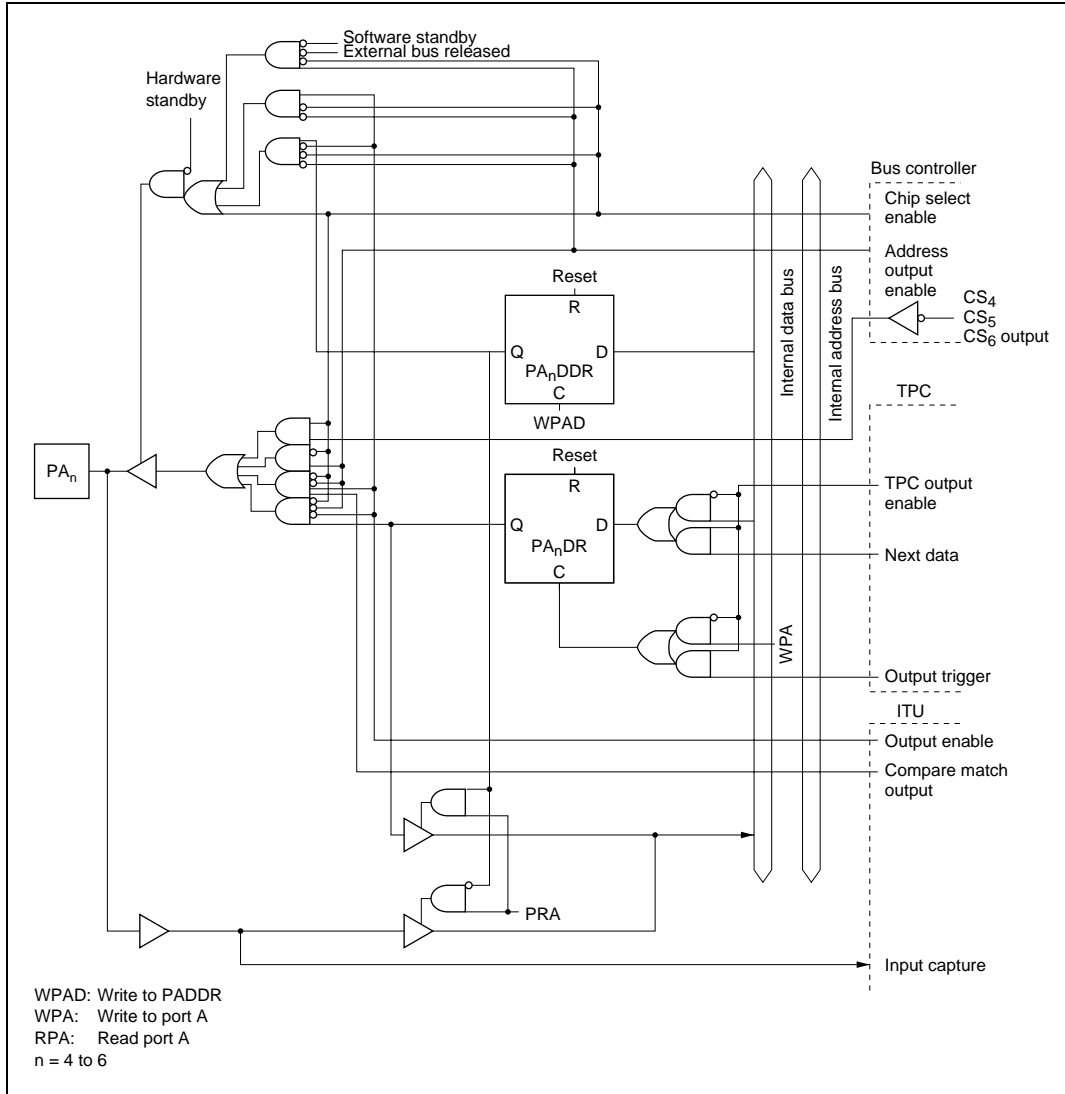 Software standby
External bus released
Hardware
standby
Bus controller
Chip select
enable
Address
output
enable
CS4
CS5
CS6 output
Internal data bus
Internal address bus
Reset
R
Q
D
PAnDDR
C
WPAD
TPC
PAn
Reset
R
Q
D
PAnDR
C
TPC output
enable
Next data
WPA
Output trigger
ITU
Output enable
Compare match
output
PRA
Input capture
WPAD: Write to PADDR
WPA: Write to port A
RPA: Read port A
n = 4 to 6